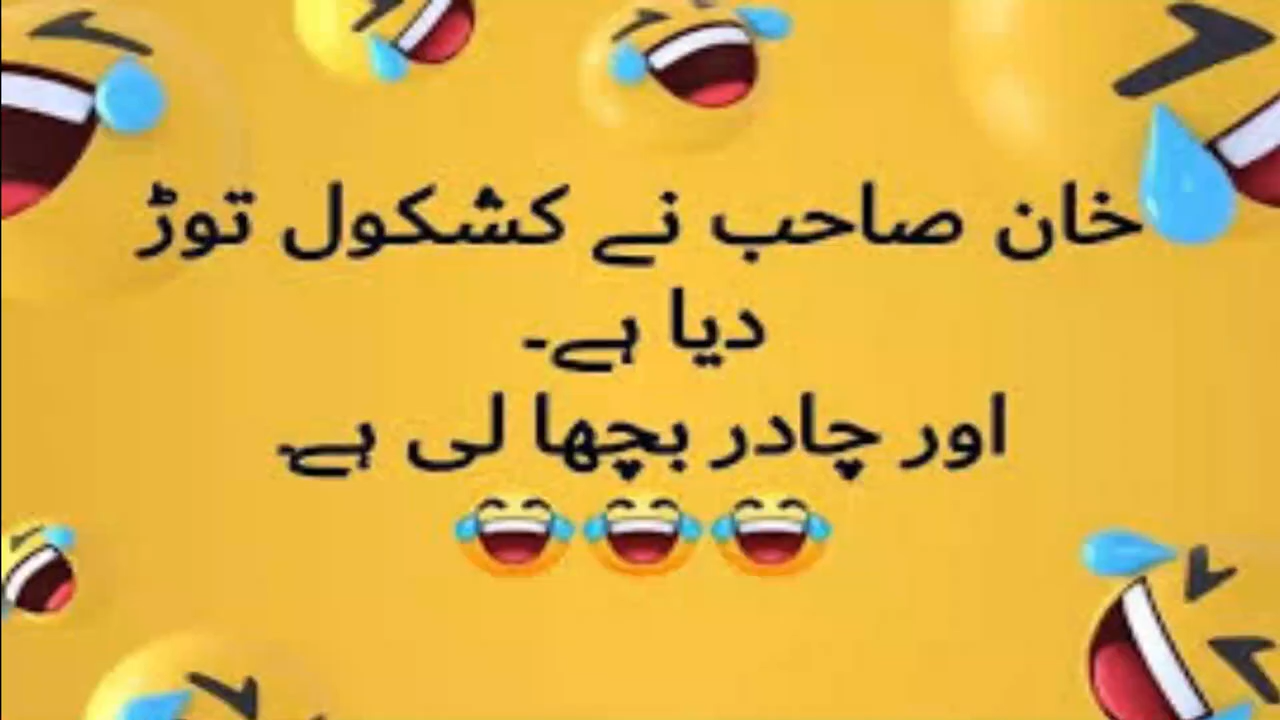 خان صاحب نے کشکول توڑ
دیا ہے۔
اور چادر بچھا لی ہے۔
😂😂😂